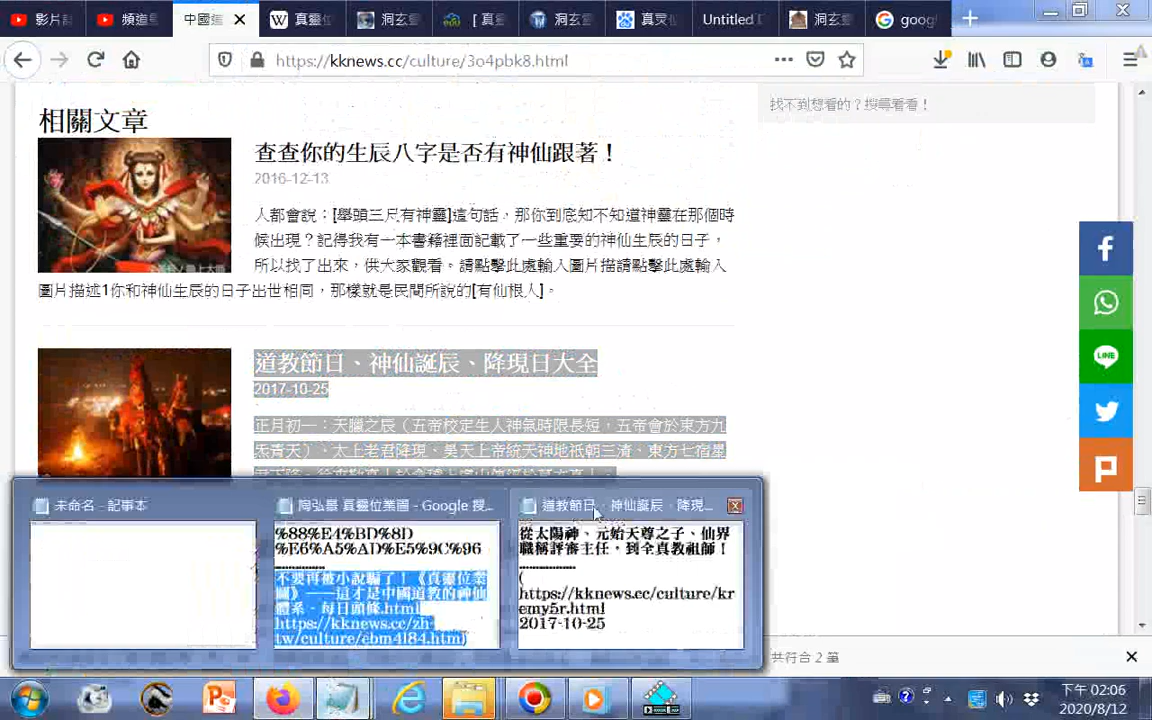 影片
頻道
中國
真靈
洞玄
[ 真
洞玄
真灵
Untitled
洞玄
goog
https://kknews.cc/culture/3o4pbk8.html
相關文章
找不到想看的？搜尋看看！
查查你的生辰八字是否有神仙跟著！
2016-12-13
人都會說：[舉頭三尺有神靈]這句話，那你到底知不知道神靈在那個時
候出現？記得我有一本書籍裡面記載了一些重要的神仙生辰的日子，
所以找了出來，供大家觀看。請點擊此處輸入圖片描請點擊此處輸入
圖片描述1你和神仙生辰的日子出世相同，那樣就是民間所說的[有仙根人]。
道教節日、神仙誕辰、降現日大全
2017-10-25
正月初一：天臘之辰（五帝校定生人神氣時限長短，五帝會於東方九
炁青天）、太上老君降現、昊天上帝統天神地祇朝三清、東方七宿星
LINE
未命名 - 記事本
陶弘景 真靈位業圖 - Google 搜...
道教節日、神仙誕辰、降現...
%88%E4%BD%8D
%E6%A5%AD%E5%9C%96
不要再被小說騙了！《真靈位業
圖》——這才是中國道教的神仙
體系 - 每日頭條.html
https://kknews.cc/zh-
tw/culture/ebm4l84.html)
從太陽神、元始天尊之子、仙界
職稱評審主任，到全真教祖師！
(
https://kknews.cc/culture/kr
emy5r.html
2017-10-25
共符合 2 筆
下午 02:06
2020/8/12